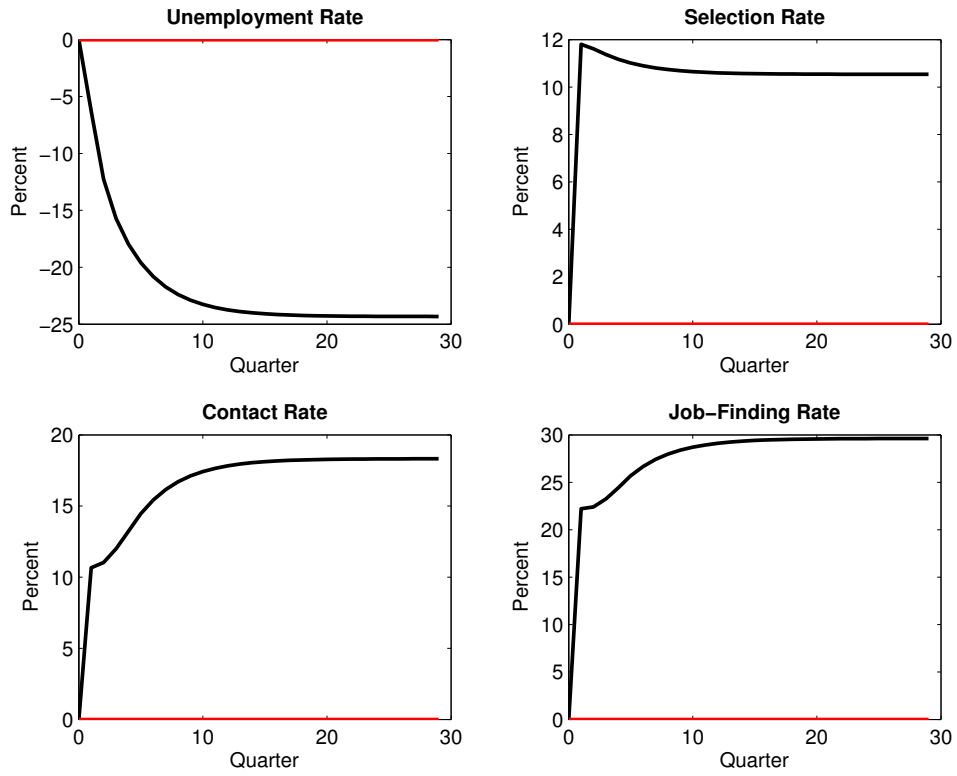 Unemployment Rate
0
−5
−10
−15
−20
−25
Percent
0 10 20 30
Quarter
Selection Rate
12
10
8
6
4
2
0
Percent
0 10 20 30
Quarter
Contact Rate
20
15
10
5
0
Percent
0 10 20 30
Quarter
Job−Finding Rate
30
25
20
15
10
5
0
Percent
0 10 20 30
Quarter